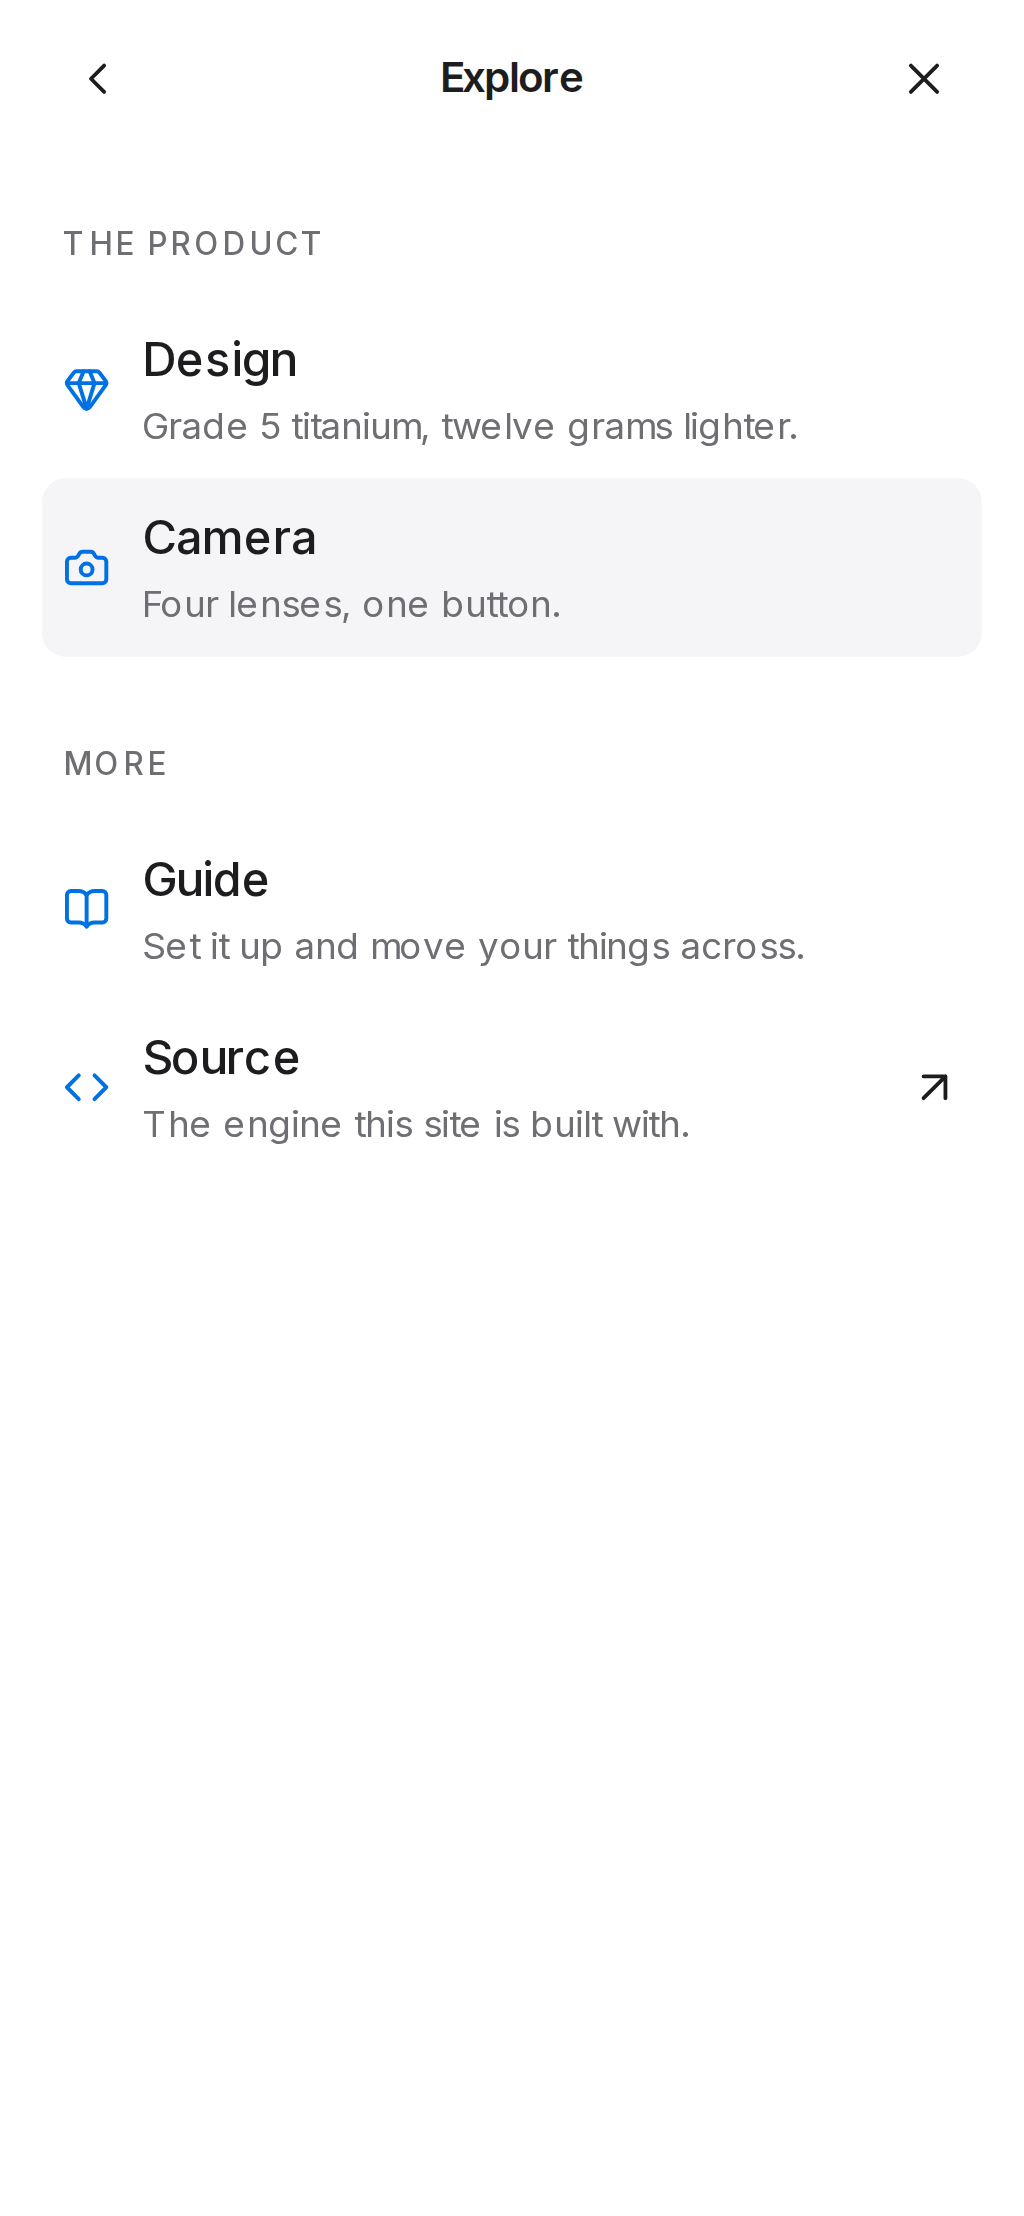 Explore
THE PRODUCT
Design
Grade 5 titanium, twelve grams lighter.
Camera
Four lenses, one button.
MORE
Guide
Set it up and move your things across.
Source
The engine this site is built with.